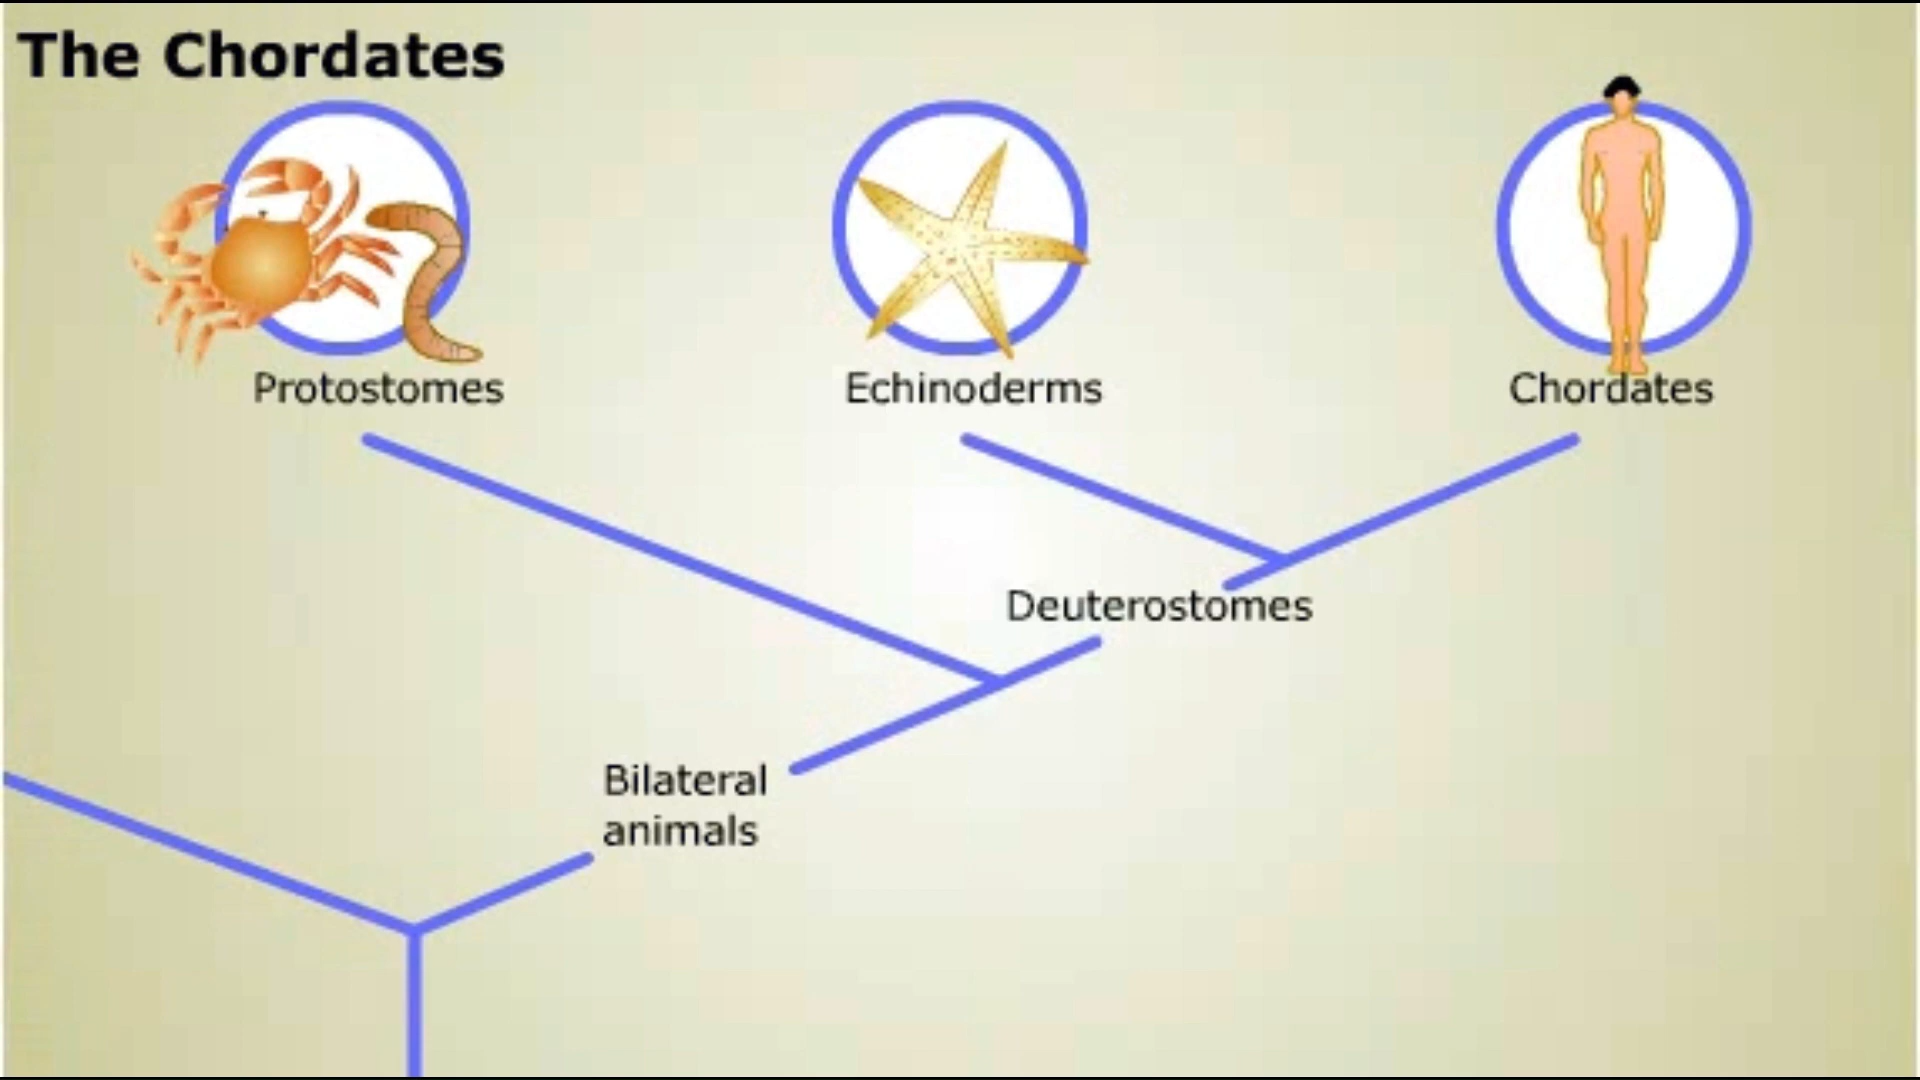 The Chordates
Protostomes
Echinoderms
Chordates
Deuterostomes
Bilateral
animals